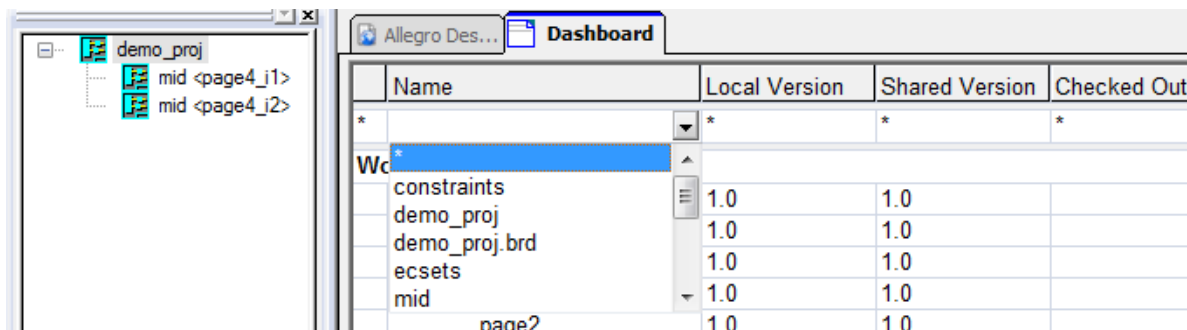 demo_proj
mid <page4_i1>
mid <page4_i2>
Allegro Des... Dashboard
Name Local Version Shared Version Checked Out
* * * *
Wo
*
constraints
demo_proj
demo_proj.brd
ecsets
mid
1.0 1.0
1.0 1.0
1.0 1.0
1.0 1.0
page2 1.0 1.0